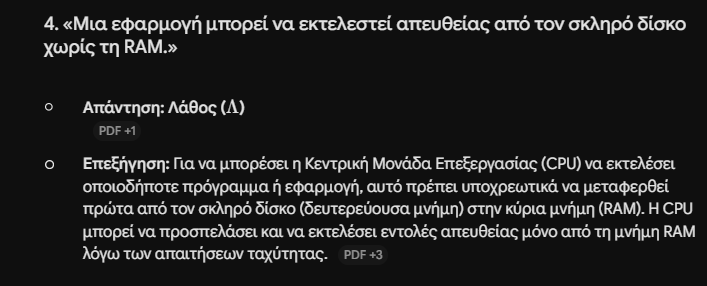 4. «Μια εφαρμογή μπορεί να εκτελεστεί απευθείας από τον σκληρό δίσκο
χωρίς τη RAM.»
Απάντηση: Λάθος (Λ)
PDF +1
Επεξήγηση: Για να μπορέσει η Κεντρική Μονάδα Επεξεργασίας (CPU) να εκτελέσει
οποιοδήποτε πρόγραμμα ή εφαρμογή, αυτό πρέπει υποχρεωτικά να μεταφερθεί
πρώτα από τον σκληρό δίσκο (δευτερεύουσα μνήμη) στην κύρια μνήμη (RAM). Η CPU
μπορεί να προσπελάσει και να εκτελέσει εντολές απευθείας μόνο από τη μνήμη RAM
λόγω των απαιτήσεων ταχύτητας. PDF +3